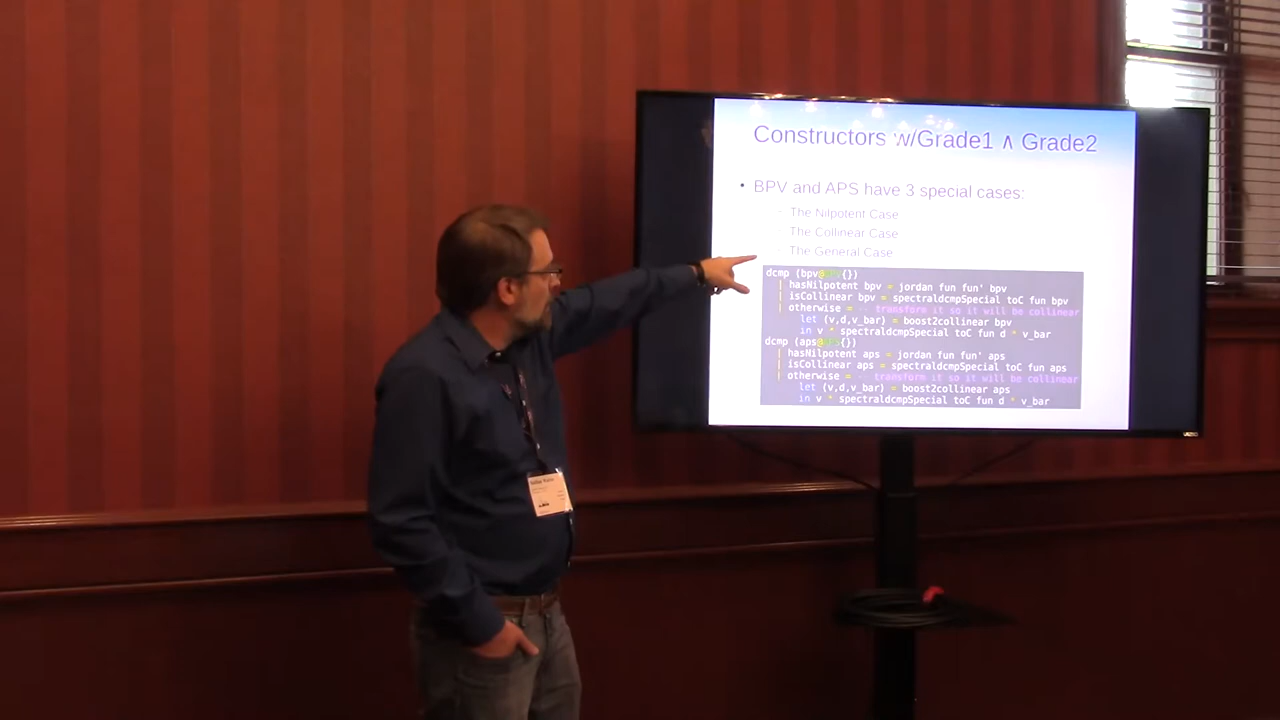 Constructors w/Grade1 ∧ Grade2
• BPV and APS have 3 special cases:
– The Nilpotent Case
– The Collinear Case
– The General Case
dcmp (bpv@ {})
| hasNilpotent bpv = jordan fun fun' bpv
| isCollinear bpv = spectraldcmpSpecial toC fun bpv
| otherwise = -- transform it so it will be collinear
let (v,d,v_bar) = boost2collinear bpv
in v * spectraldcmpSpecial toC fun d * v_bar
dcmp (aps@ {})
| hasNilpotent aps = jordan fun fun' aps
| isCollinear aps = spectraldcmpSpecial toC fun aps
| otherwise = -- transform it so it will be collinear
let (v,d,v_bar) = boost2collinear aps
in v * spectraldcmpSpecial toC fun d * v_bar
VIZIO